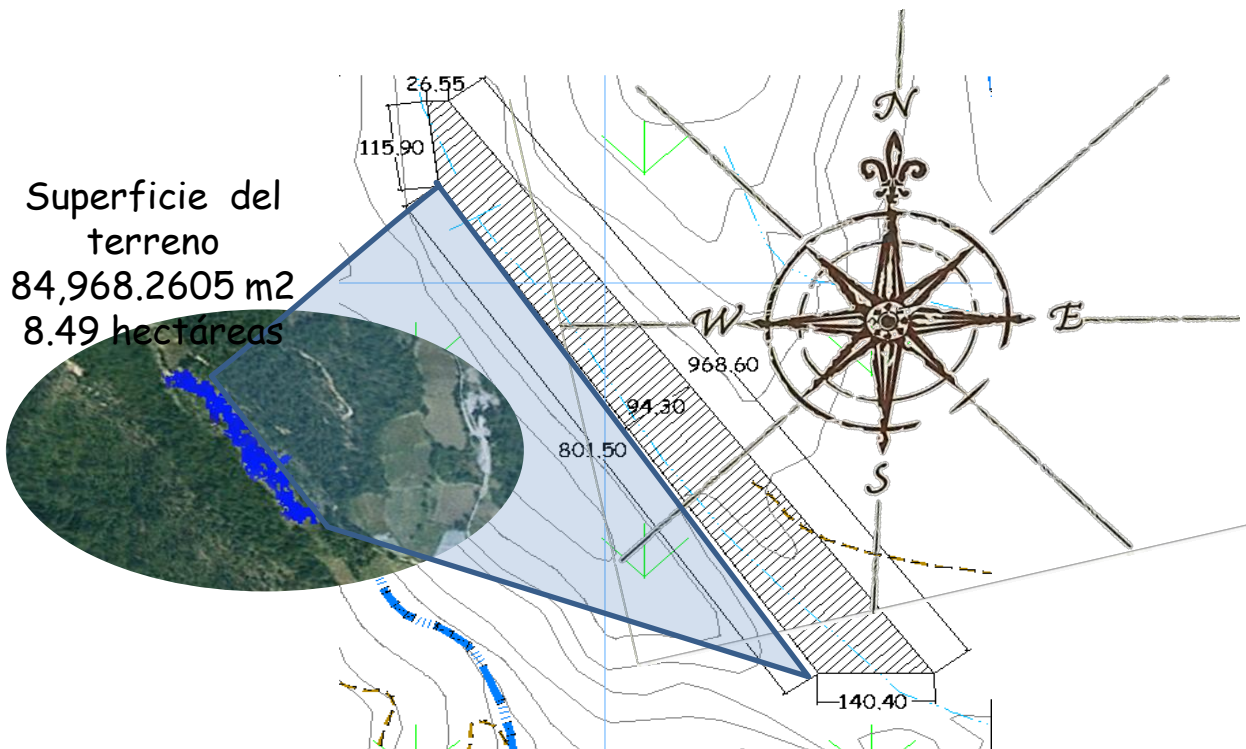 26.55
N
115.90
Superficie del
terreno
84,968.2605 m2
8.49 hectáreas
W
E
968.60
94.30
801.50
S
140.40